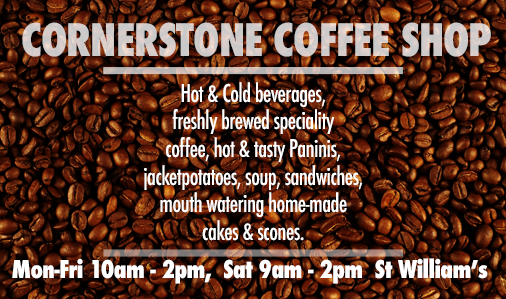 CORNERSTONE COFFEE SHOP
Hot & Cold beverages,
freshly brewed speciality
coffee, hot & tasty Paninis,
jacketpotatoes, soup, sandwiches,
mouth watering home-made
cakes & scones.
Mon-Fri 10am - 2pm, Sat 9am - 2pm St William's